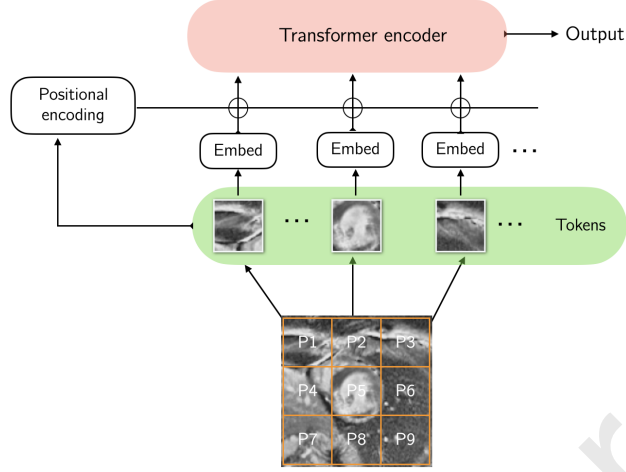 Transformer encoder
Output
Positional
encoding
Embed
Embed
Embed
...
...
...
Tokens
P1 P2 P3
P4 P5 P6
P7 P8 P9
r